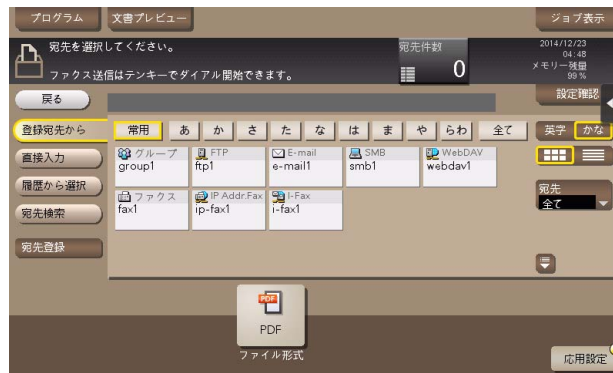 プログラム
文書プレビュー
ジョブ表示
宛先を選択してください。
ファクス送信はテンキーでダイアル開始できます。
宛先件数
0
2014/12/23
04:48
メモリー残量
99 %
戻る
設定確認
登録宛先から
常用 あ か さ た な は ま や らわ 全て
英字 かな
直接入力
履歴から選択
宛先検索
宛先登録
グループ
group1
FTP
ftp1
E-mail
e-mail1
SMB
smb1
WebDAV
webdav1
ファクス
fax1
IP Addr.Fax
ip-fax1
I-Fax
i-fax1
宛先
全て
PDF
PDF
ファイル形式
応用設定